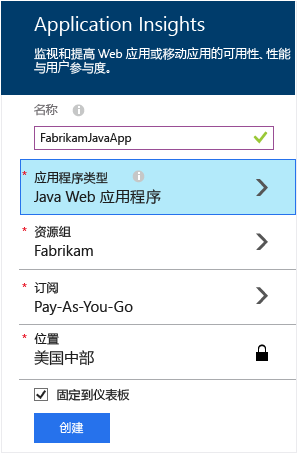 Application Insights
监视和提高 Web 应用或移动应用的可用性、性能
与用户参与度。
名称
FabrikamJavaApp
* 应用程序类型
Java Web 应用程序
* 资源组
Fabrikam
* 订阅
Pay-As-You-Go
* 位置
美国中部
固定到仪表板
创建